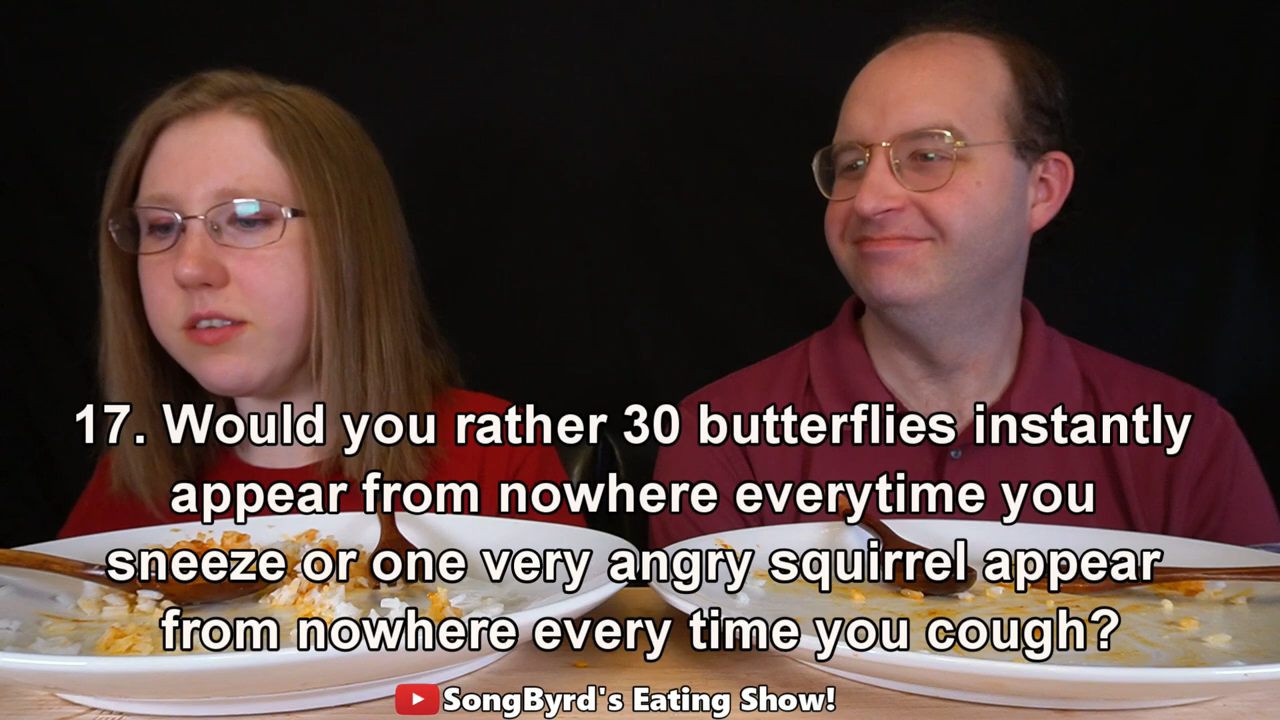 17. Would you rather 30 butterflies instantly
appear from nowhere everytime you
sneeze or one very angry squirrel appear
from nowhere every time you cough?
SongByrd's Eating Show!